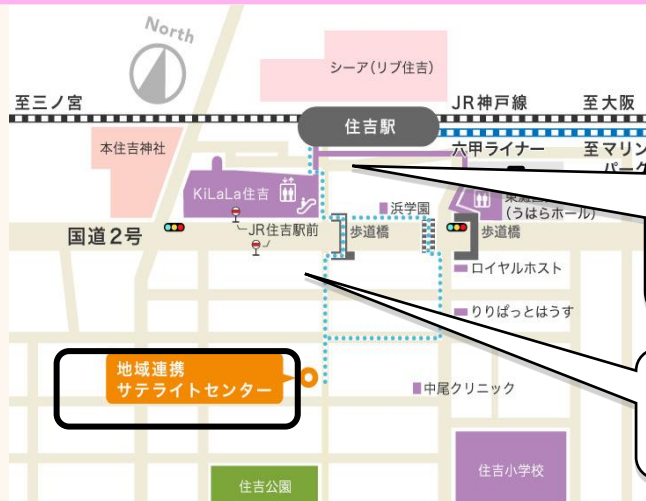 North
シーア(リブ住吉)
至三ノ宮
JR神戸線
至大阪
住吉駅
本住吉神社
六甲ライナー
至マリン
パーク
KiLaLa住吉
浜学園
(うはらホール)
国道2号
JR住吉駅前
歩道橋
歩道橋
ロイヤルホスト
りりぱっとはうす
地域連携
サテライトセンター
中尾クリニック
住吉公園
住吉小学校